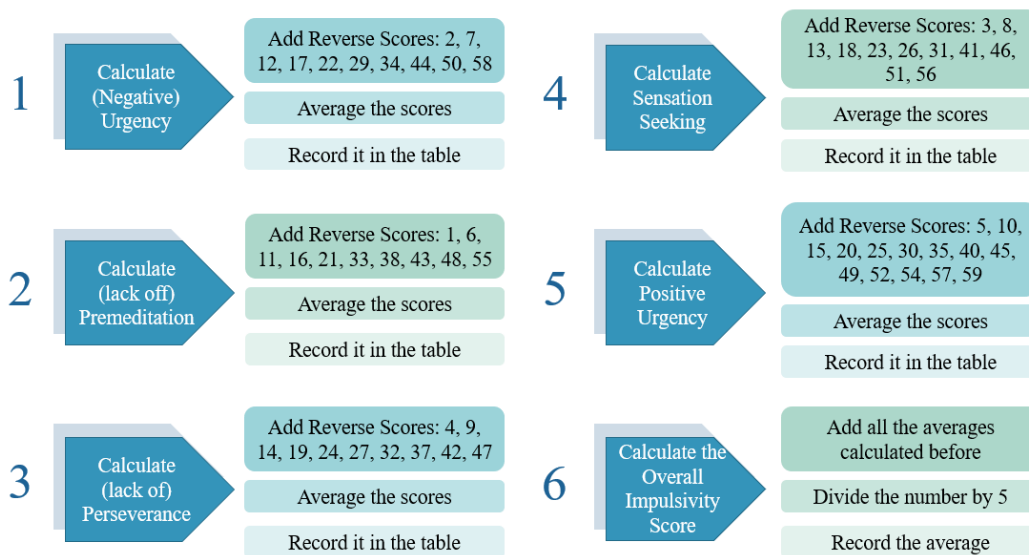 1
Calculate
(Negative)
Urgency
Add Reverse Scores: 2, 7,
12, 17, 22, 29, 34, 44, 50, 58
Average the scores
Record it in the table
2
Calculate
(lack off)
Premeditation
Add Reverse Scores: 1, 6,
11, 16, 21, 33, 38, 43, 48, 55
Average the scores
Record it in the table
3
Calculate
(lack of)
Perseverance
Add Reverse Scores: 4, 9,
14, 19, 24, 27, 32, 37, 42, 47
Average the scores
Record it in the table
4
Calculate
Sensation
Seeking
Add Reverse Scores: 3, 8,
13, 18, 23, 26, 31, 41, 46,
51, 56
Average the scores
Record it in the table
5
Calculate
Positive
Urgency
Add Reverse Scores: 5, 10,
15, 20, 25, 30, 35, 40, 45,
49, 52, 54, 57, 59
Average the scores
Record it in the table
6
Calculate the
Overall
Impulsivity
Score
Add all the averages
calculated before
Divide the number by 5
Record the average